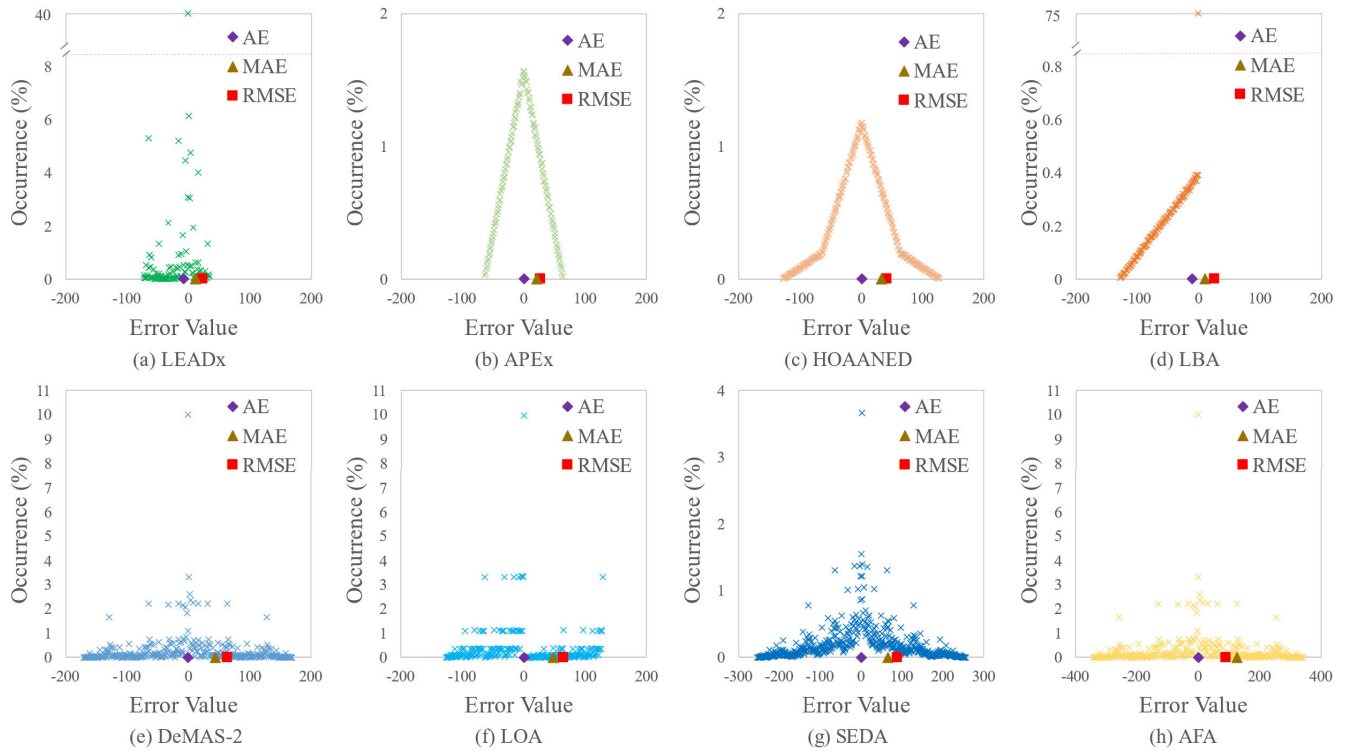 40
8
6
4
2
0
-200
-100
0
100
200
Occurrence (%)
Error Value
AE
MAE
RMSE
(a) LEADx
2
1
0
-200
-100
0
100
200
Occurrence (%)
Error Value
AE
MAE
RMSE
(b) APEx
2
1
0
-200
-100
0
100
200
Occurrence (%)
Error Value
AE
MAE
RMSE
(c) HOAANED
75
0.8
0.6
0.4
0.2
0
-200
-100
0
100
200
Occurrence (%)
Error Value
AE
MAE
RMSE
(d) LBA
11
10
9
8
7
6
5
4
3
2
1
0
-200
-100
0
100
200
Occurrence (%)
Error Value
AE
MAE
RMSE
(e) DeMAS-2
11
10
9
8
7
6
5
4
3
2
1
0
-200
-100
0
100
200
Occurrence (%)
Error Value
AE
MAE
RMSE
(f) LOA
4
3
2
1
0
-300
-200
-100
0
100
200
300
Occurrence (%)
Error Value
AE
MAE
RMSE
(g) SEDA
11
10
9
8
7
6
5
4
3
2
1
0
-400
-200
0
200
400
Occurrence (%)
Error Value
AE
MAE
RMSE
(h) AFA